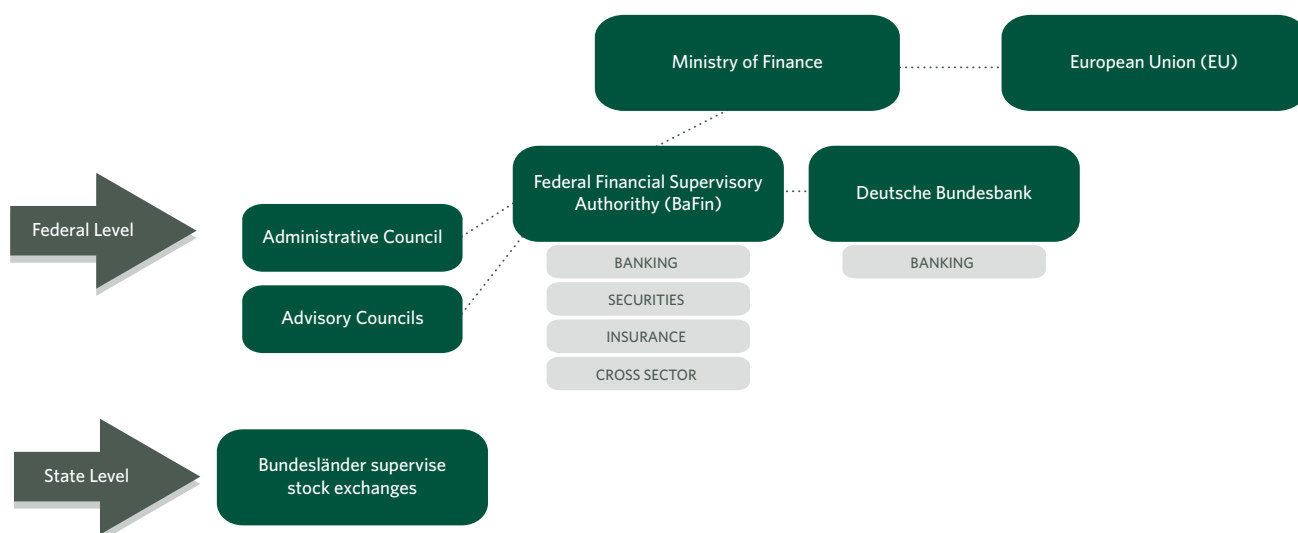 Ministry of Finance
European Union (EU)
Federal Financial Supervisory
Authorithy (BaFin)
Deutsche Bundesbank
Federal Level
Administrative Council
BANKING
BANKING
Advisory Councils
SECURITIES
INSURANCE
CROSS SECTOR
State Level
Bundesländer supervise
stock exchanges